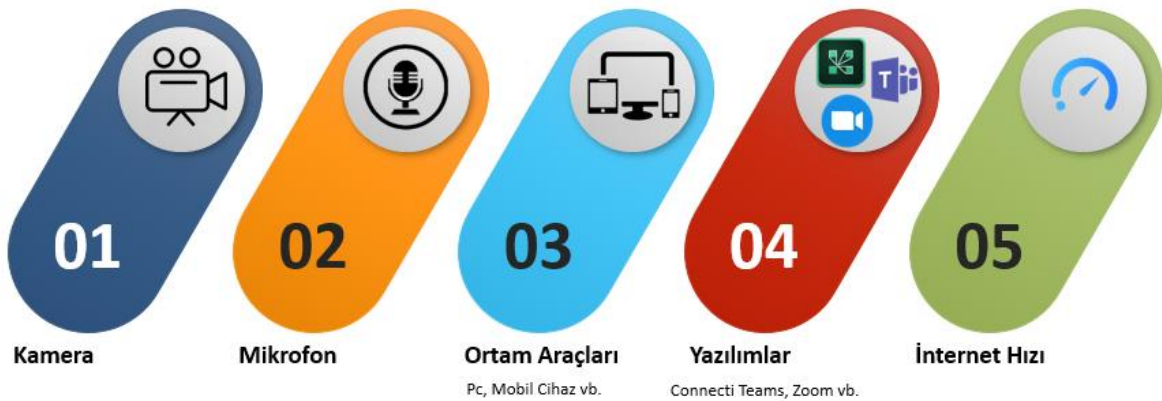 01
02
03
04
05
Kamera
Mikrofon
Ortam Araçları
Yazılımlar
İnternet Hızı
Pc, Mobil Cihaz vb.
Connecti Teams, Zoom vb.
T